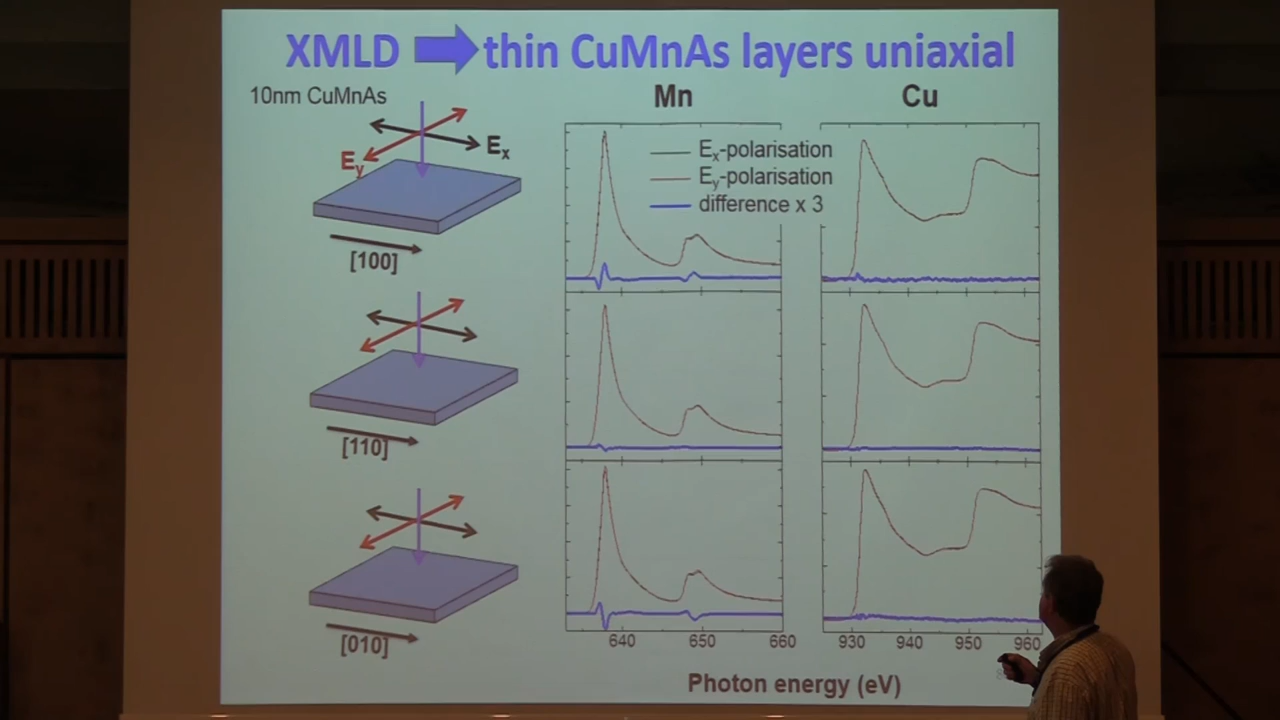 XMLD thin CuMnAs layers uniaxial
10nm CuMnAs
Mn
Cu
Ex
Ey
[100]
[110]
[010]
Ex-polarisation
Ey-polarisation
difference x 3
640 650 660
930 940 950 960
Photon energy (eV)